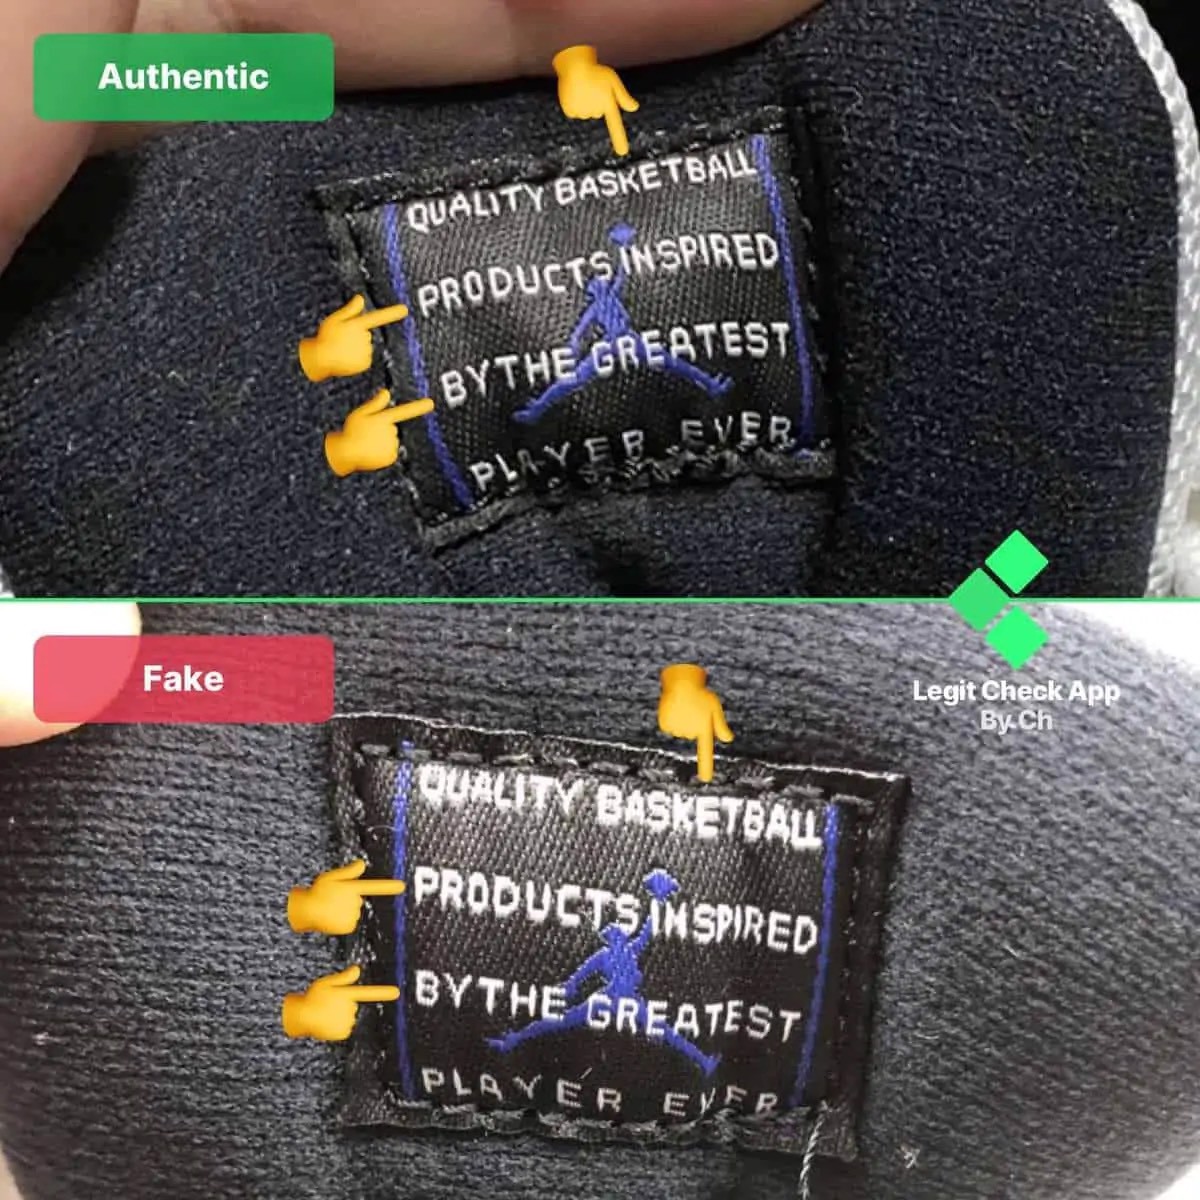 Authentic
QUALITY BASKETBALL
PRODUCTS INSPIRED
BY THE GREATEST
PLAYER EVER
Fake
Legit Check App
By Ch
QUALITY BASKETBALL
PRODUCTS INSPIRED
BY THE GREATEST
PLAYER EVER